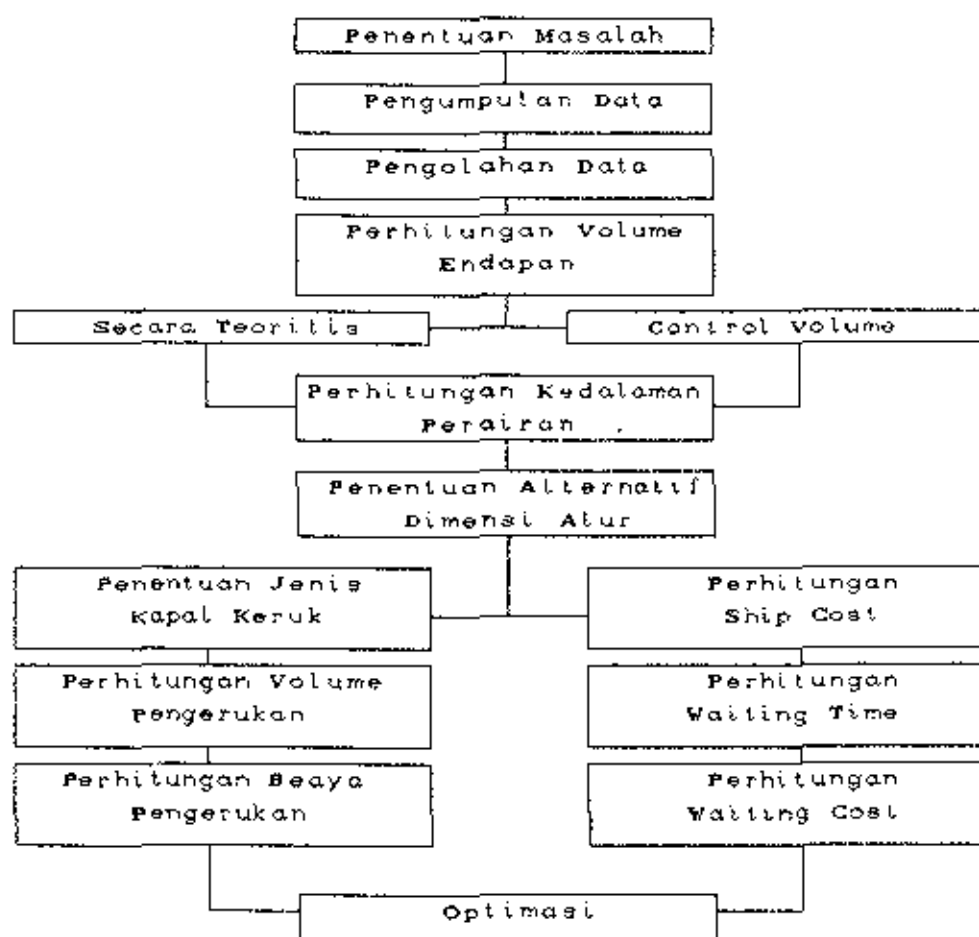 Penentuan Masalah
Pengumpulan Data
Pengolahan Data
Perhitungan Volume
Endapan
Secara Teoritis
Control Volume
Perhitungan Kedalaman
Perairan
Penentuan Alternatif
Dimensi Alur
Penentuan Jenis
Kapal Keruk
Perhitungan
Ship Cost
Perhitungan Volume
Pengerukan
Perhitungan
Waiting Time
Perhitungan Beaya
Pengerukan
Perhitungan
Waiting Cost
Optimasi